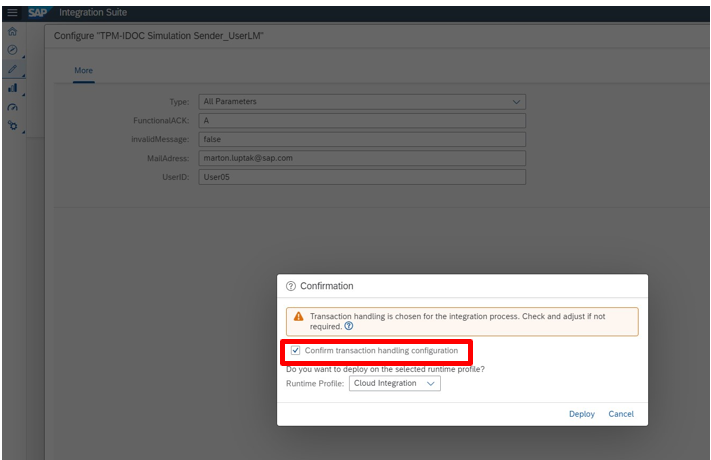 SAP Integration Suite
Configure "TPM-IDOC Simulation Sender_UserLM"
More
Type: All Parameters
FunctionalACK: A
InvalidMessage: false
MailAdress: marton.luptak@sap.com
UserID: User05
Confirmation
Transaction handling is chosen for the integration process. Check and adjust if not
required.
Confirm transaction handling configuration
Do you want to deploy on the selected runtime profile?
Runtime Profile: Cloud Integration
Deploy Cancel